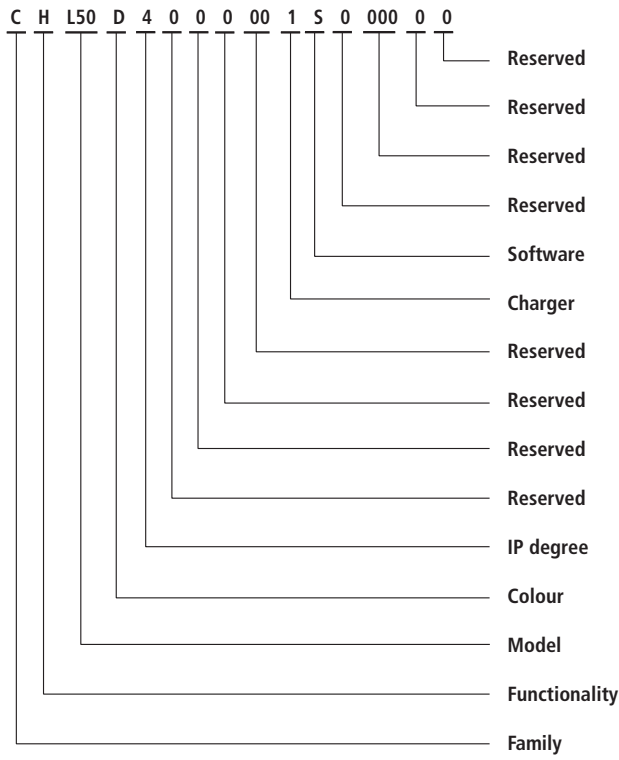 C H L50 D 4 0 0 0 00 1 S 0 000 0 0
Reserved
Reserved
Reserved
Reserved
Software
Charger
Reserved
Reserved
Reserved
Reserved
IP degree
Colour
Model
Functionality
Family